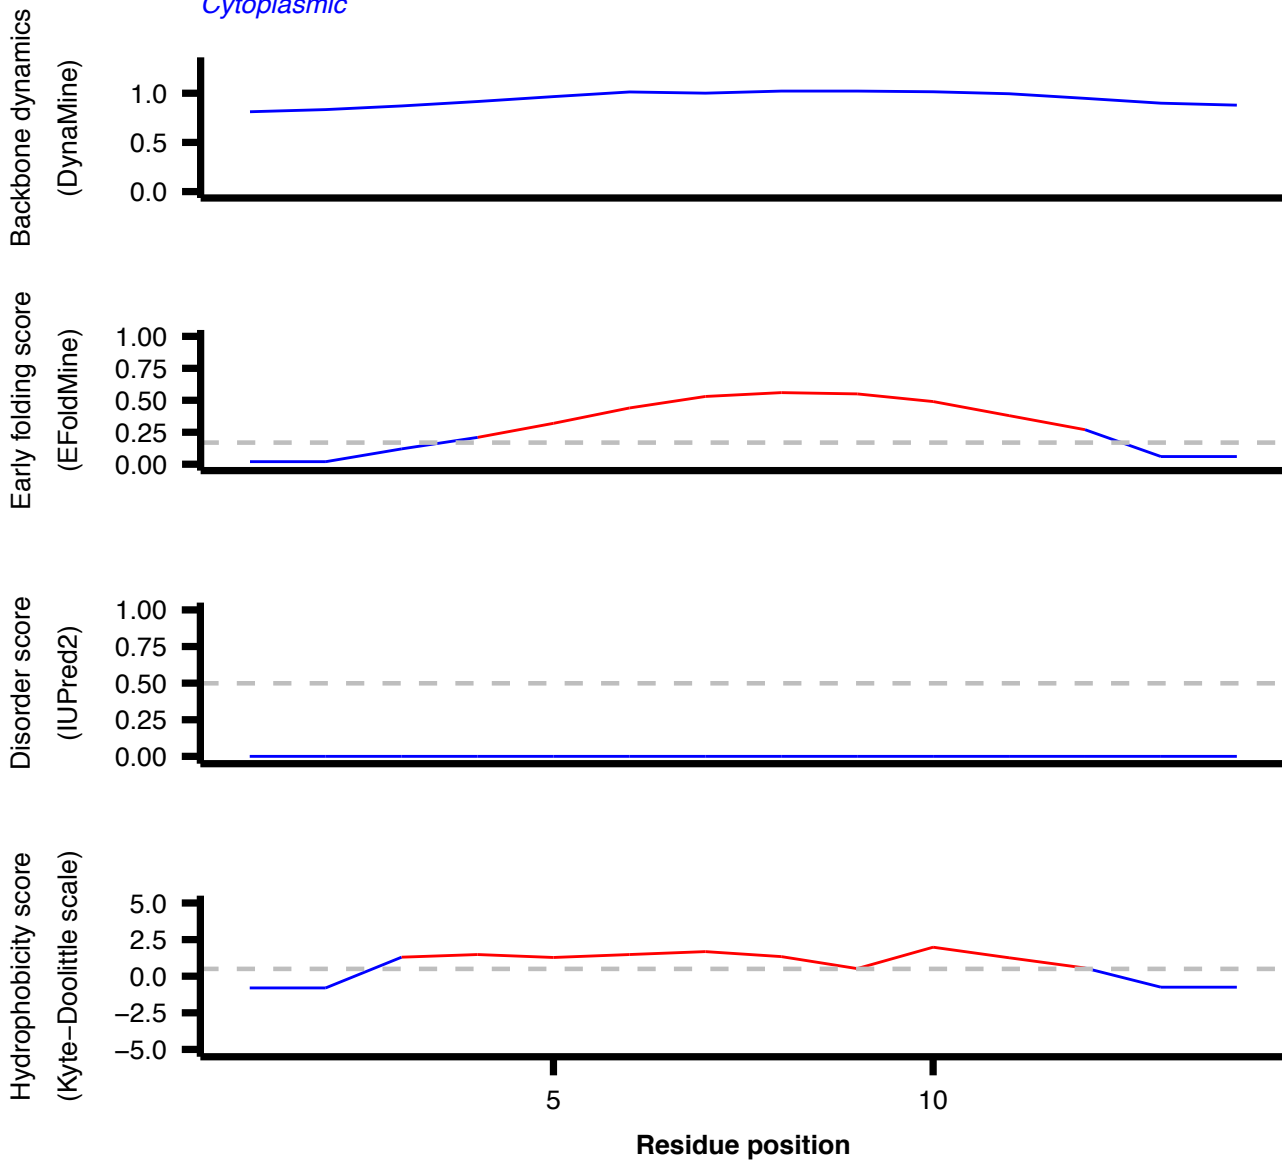 Cytoplasmic
Backbone dynamics
(DynaMine)
1.0
0.5
0.0
Early folding score
(EFoldMine)
1.00
0.75
0.50
0.25
0.00
Disorder score
(IUPred2)
1.00
0.75
0.50
0.25
0.00
Hydrophobicity score
(Kyte−Doolittle scale)
5.0
2.5
0.0
−2.5
−5.0
5 10
Residue position